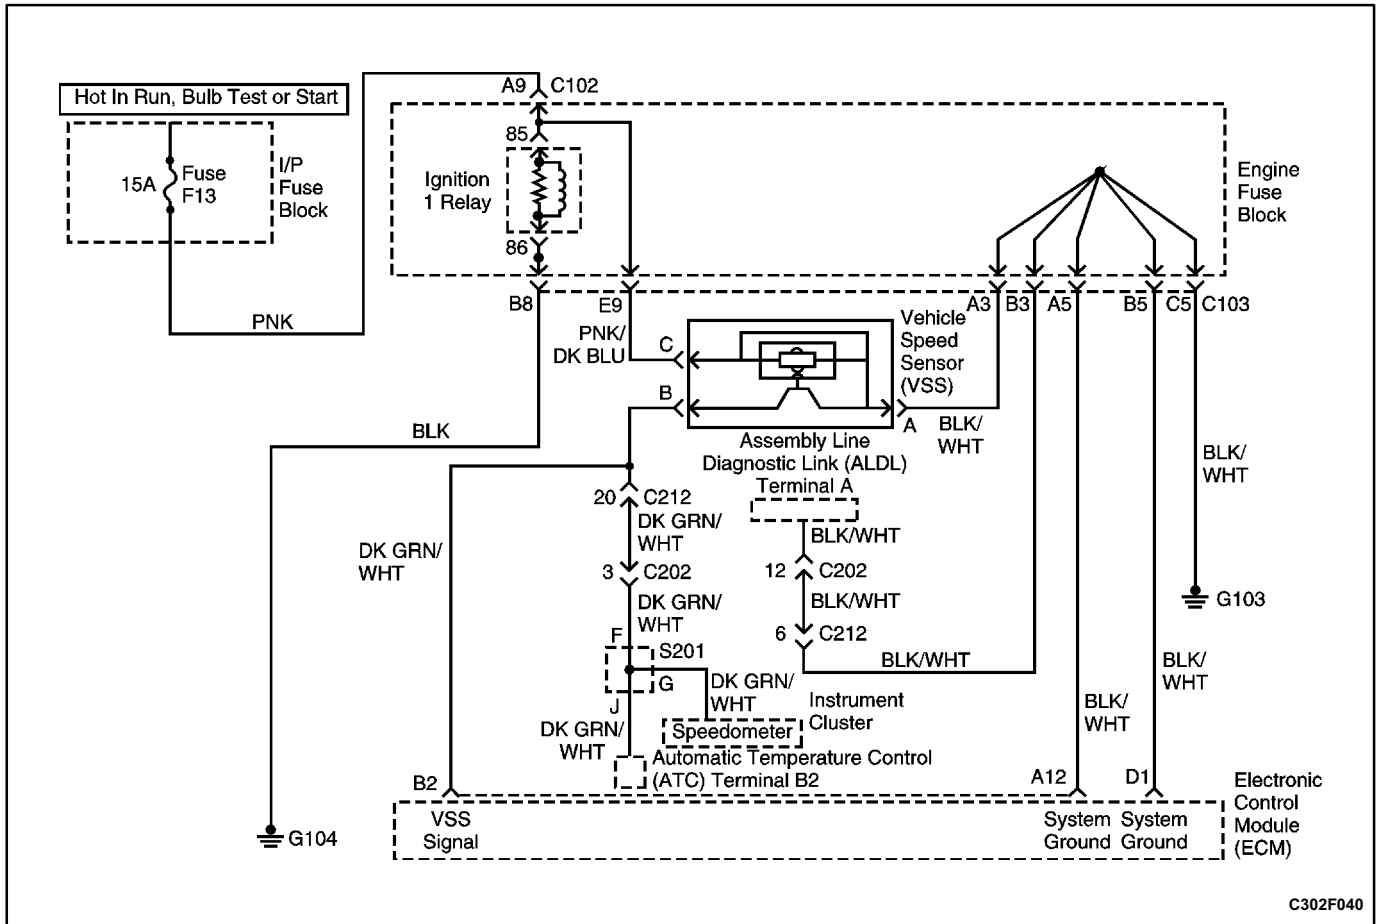 Hot In Run, Bulb Test or Start
A9
C102
85
15A
Fuse
F13
I/P
Fuse
Block
Ignition
1 Relay
Engine
Fuse
Block
86
B8
E9
A3
B3
A5
B5
C5
C103
PNK
PNK/
DK BLU
C
Vehicle
Speed
Sensor
(VSS)
B
A
BLK/
WHT
BLK
Assembly Line
Diagnostic Link (ALDL)
Terminal A
BLK/
WHT
20
C212
DK GRN/
WHT
BLK/WHT
DK GRN/
WHT
3
C202
12
C202
DK GRN/
WHT
BLK/WHT
G103
F
S201
6
C212
BLK/WHT
BLK/
WHT
G
DK GRN/
WHT
J
Instrument
Cluster
BLK/
WHT
DK GRN/
WHT
Speedometer
Automatic Temperature Control
(ATC) Terminal B2
B2
A12
D1
Electronic
Control
Module
(ECM)
VSS
Signal
System
Ground
System
Ground
G104
C302F040